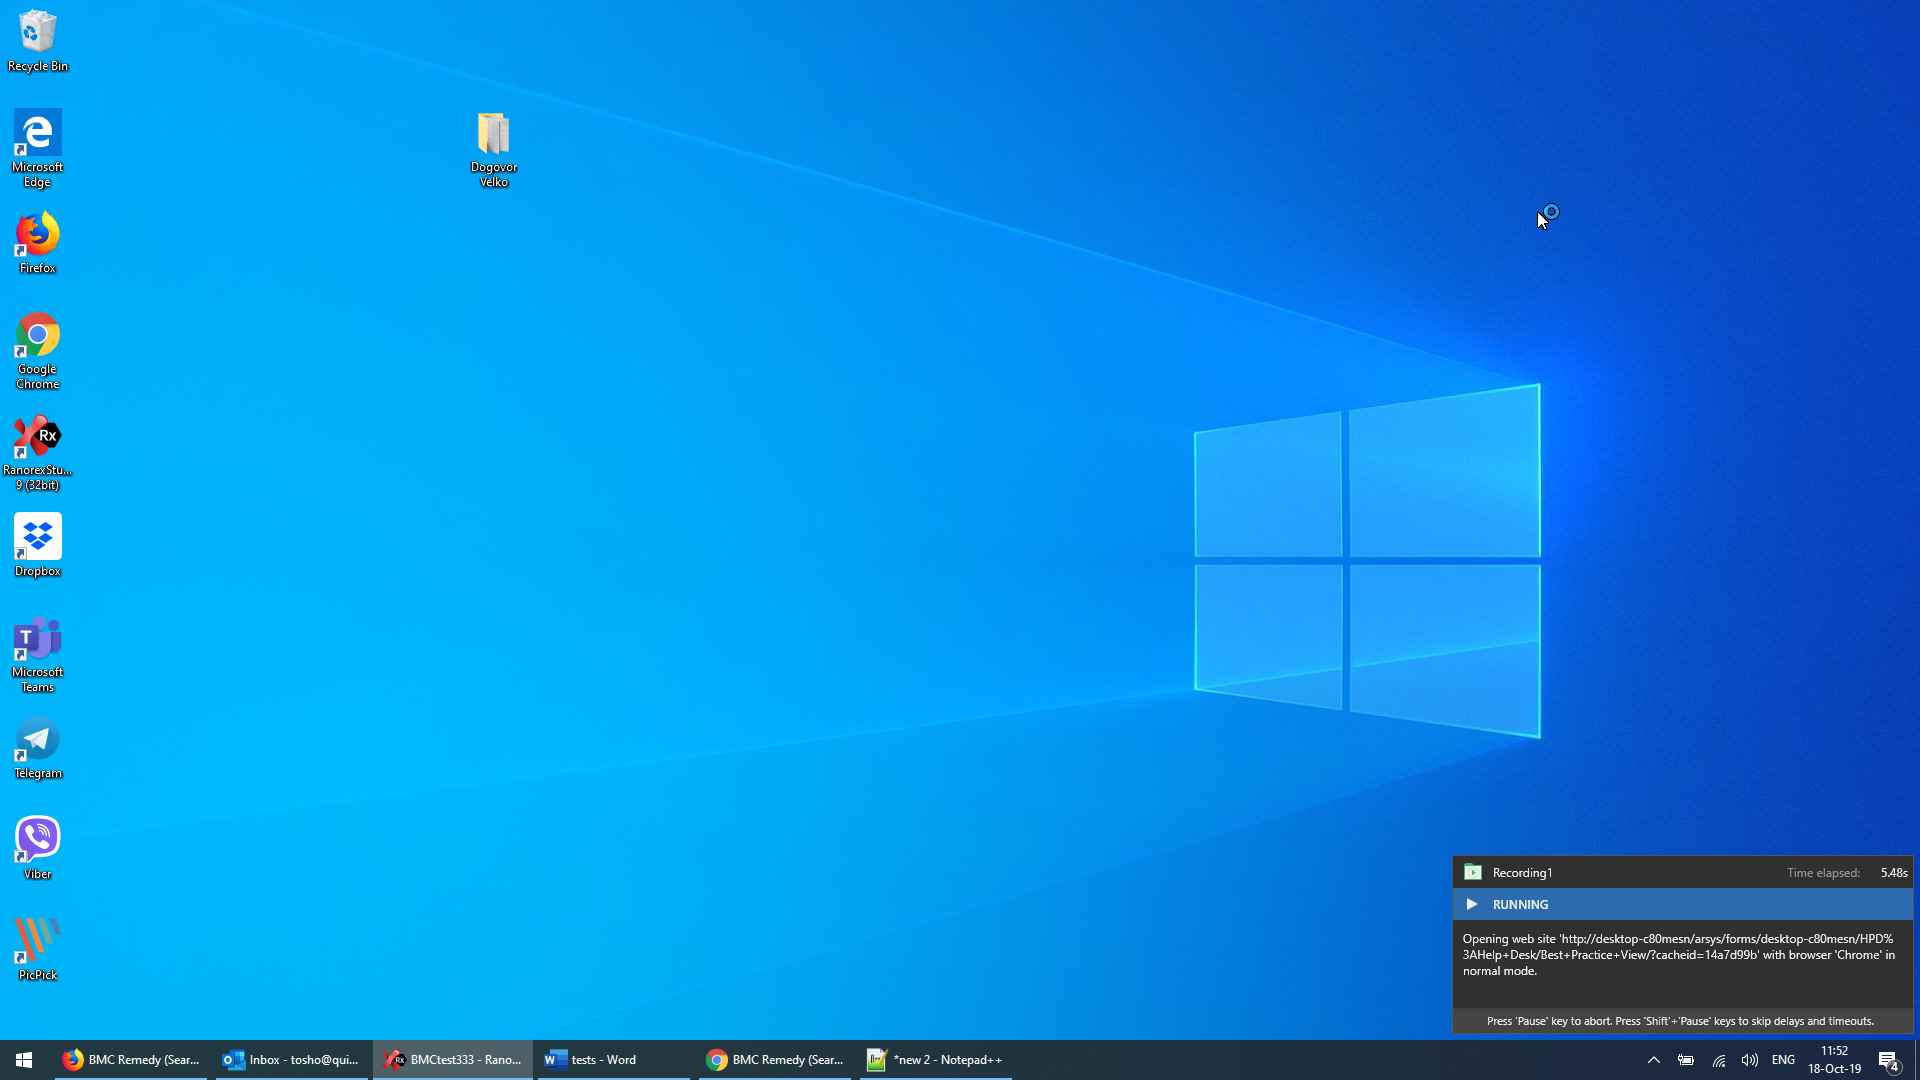 Recycle Bin
Microsoft
Edge
Firefox
Google
Chrome
Rx
RanorexStu...
9 (32bit)
Dropbox
T
Microsoft
Teams
Telegram
Viber
PicPick
Dogovor
Velko
Recording1 Time elapsed: 5.48s
RUNNING
Opening web site 'http://desktop-c80mesn/arsys/forms/desktop-c80mesn/HPD%
3AHelp+Desk/Best+Practice+View/?cacheid=14a7d99b' with browser 'Chrome' in
normal mode.
Press 'Pause' key to abort. Press 'Shift'+'Pause' keys to skip delays and timeouts.
BMC Remedy (Sear... Inbox - tosho@qui... BMCtest333 - Rano... tests - Word BMC Remedy (Sear... *new 2 - Notepad++ ENG
11:52
18-Oct-19
4